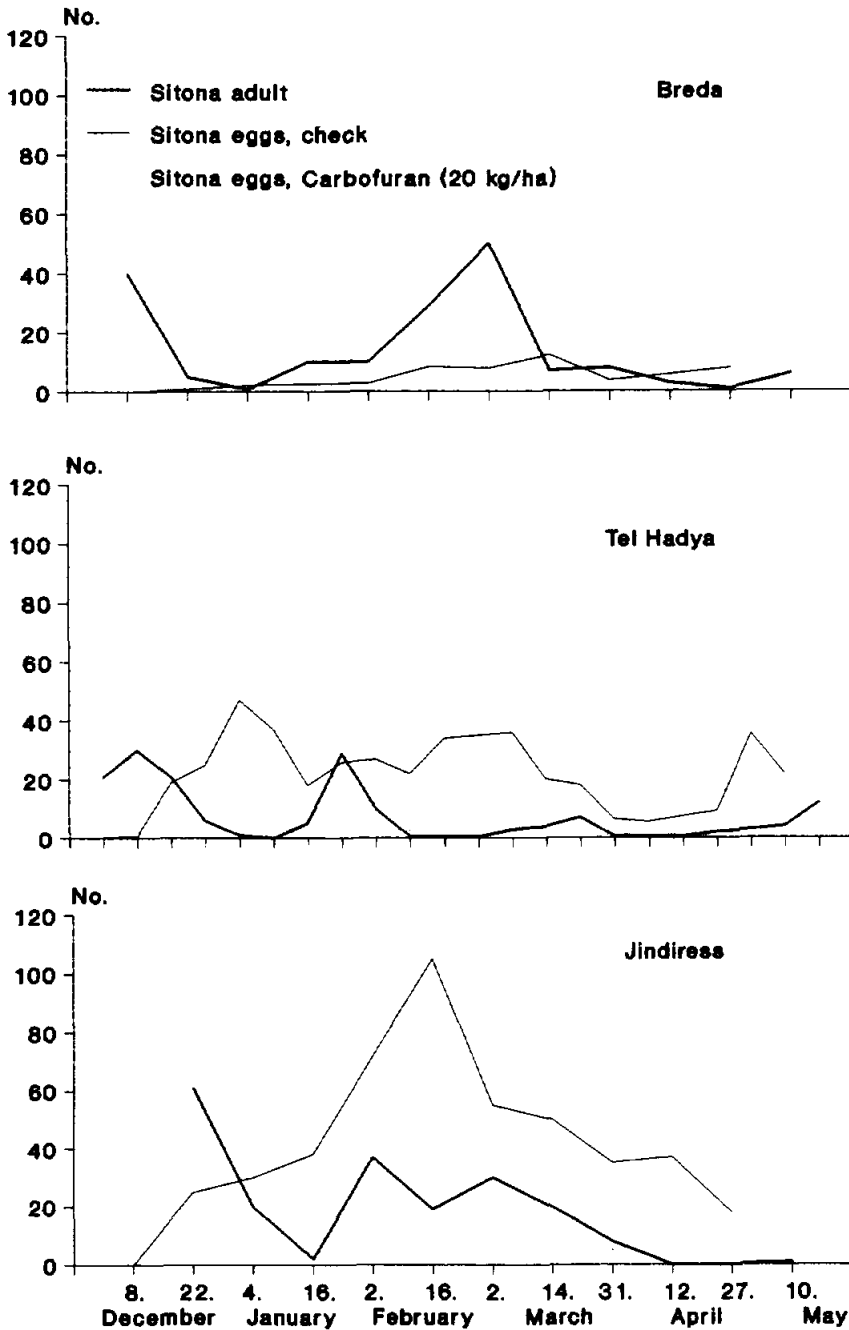 No.
120
100
80
60
40
20
0
Breda
Sitona adult
Sitona eggs, check
Sitona eggs, Carbofuran (20 kg/ha)
No.
120
100
80
60
40
20
0
Tel Hadya
No.
120
100
80
60
40
20
0
Jindiress
8. 22. 4. 16. 2. 16. 2. 14. 31. 12. 27. 10.
December January February March April May